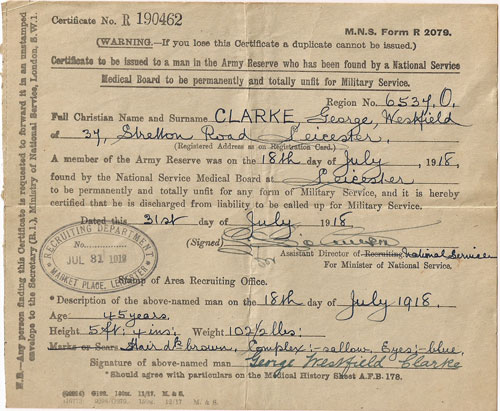 Certificate No. R 190462
M.N.S. Form R 2079.
(WARNING.—If you lose this Certificate a duplicate cannot be issued.)
Certificate to be issued to a man in the Army Reserve who has been found by a National Service
Medical Board to be permanently and totally unfit for Military Service.
Region No. 6537, O.
Full Christian Name and Surname CLARKE, George, Westfield
of 37, Stretton Road Leicester,
(Registered Address as on Registration Card.)
A member of the Army Reserve was on the 18th day of July, 1918,
found by the National Service Medical Board at Leicester
to be permanently and totally unfit for any form of Military Service, and it is hereby
certified that he is discharged from liability to be called up for Military Service.
Dated this 31st day of July 1918
(Signed)
Assistant Director of Recruiting National Service
For Minister of National Service.
RECRUITING DEPARTMENT
No.
JUL 31 1918
MARKET PLACE, LEICESTER
Stamp of Area Recruiting Office.
*Description of the above-named man on the 18th day of July 1918.
Age 45 years.
Height 5 ft: 4 ins: Weight 102½ lbs:
Marks or Scars Hair d. brown, Complex:- sallow, Eyes:- blue.
Signature of above-named man George Westfield Clarke
*Should agree with particulars on the Medical History Sheet A.F.B. 178.
11/17. M. & S.
N.B.—Any person finding this Certificate is requested to forward it in an unstamped
envelope to the Secretary (R.1.), Ministry of National Service, London, S.W.1.